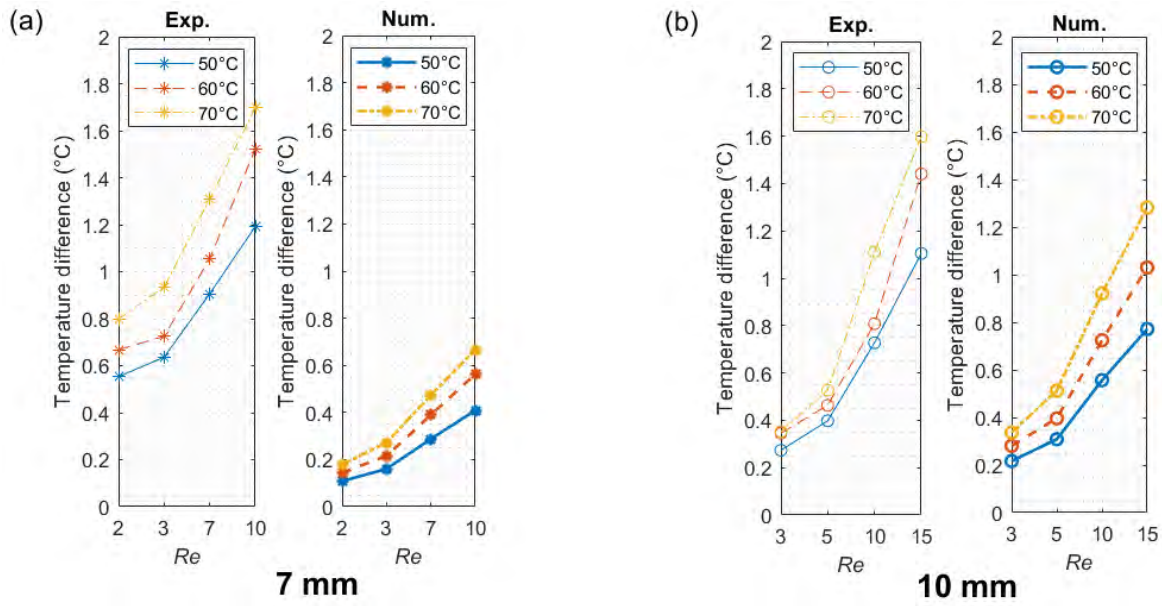 (a)
Exp.
Num.
2
1.8
1.6
1.4
1.2
1
0.8
0.6
0.4
0.2
0
50°C
60°C
70°C
Temperature difference (°C)
2 3 7 10
Re
2
1.8
1.6
1.4
1.2
1
0.8
0.6
0.4
0.2
0
50°C
60°C
70°C
Temperature difference (°C)
2 3 7 10
Re
7 mm
(b)
Exp.
Num.
2
1.8
1.6
1.4
1.2
1
0.8
0.6
0.4
0.2
0
50°C
60°C
70°C
Temperature difference (°C)
3 5 10 15
Re
2
1.8
1.6
1.4
1.2
1
0.8
0.6
0.4
0.2
0
50°C
60°C
70°C
Temperature difference (°C)
3 5 10 15
Re
10 mm